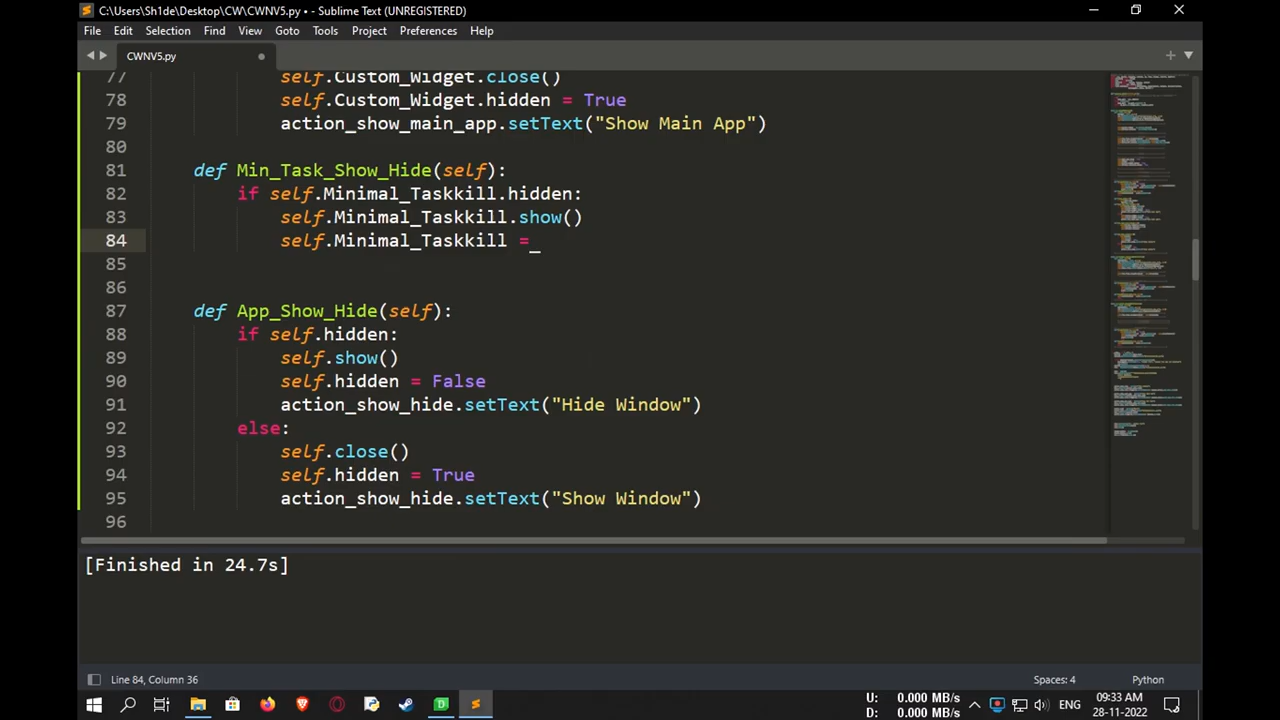 C:\Users\Sh1de\Desktop\CW\CWNV5.py • - Sublime Text (UNREGISTERED)
File Edit Selection Find View Goto Tools Project Preferences Help
CWNV5.py
77 self.Custom_Widget.close()
78 self.Custom_Widget.hidden = True
79 action_show_main_app.setText("Show Main App")
80
81 def Min_Task_Show_Hide(self):
82 if self.Minimal_Taskkill.hidden:
83 self.Minimal_Taskkill.show()
84 self.Minimal_Taskkill =_
85
86
87 def App_Show_Hide(self):
88 if self.hidden:
89 self.show()
90 self.hidden = False
91 action_show_hide.setText("Hide Window")
92 else:
93 self.close()
94 self.hidden = True
95 action_show_hide.setText("Show Window")
96
[Finished in 24.7s]
Line 84, Column 36 Spaces: 4 Python
U: 0.000 MB/s
D: 0.000 MB/s
ENG
09:33 AM
28-11-2022